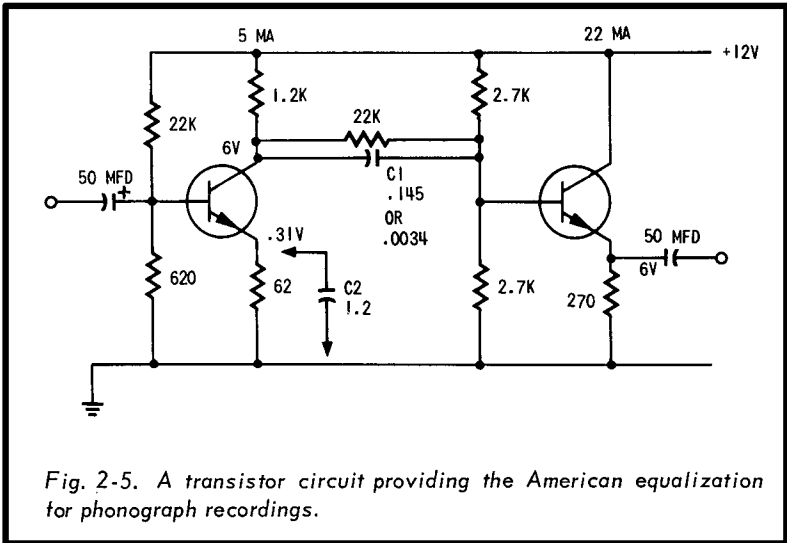 5 MA
22 MA
+12V
1.2K
2.7K
22K
22K
6V
C1
.145
OR
.0034
50 MFD
+
.31V
50 MFD
6V
620
62
C2
1.2
2.7K
270
Fig. 2-5. A transistor circuit providing the American equalization
for phonograph recordings.